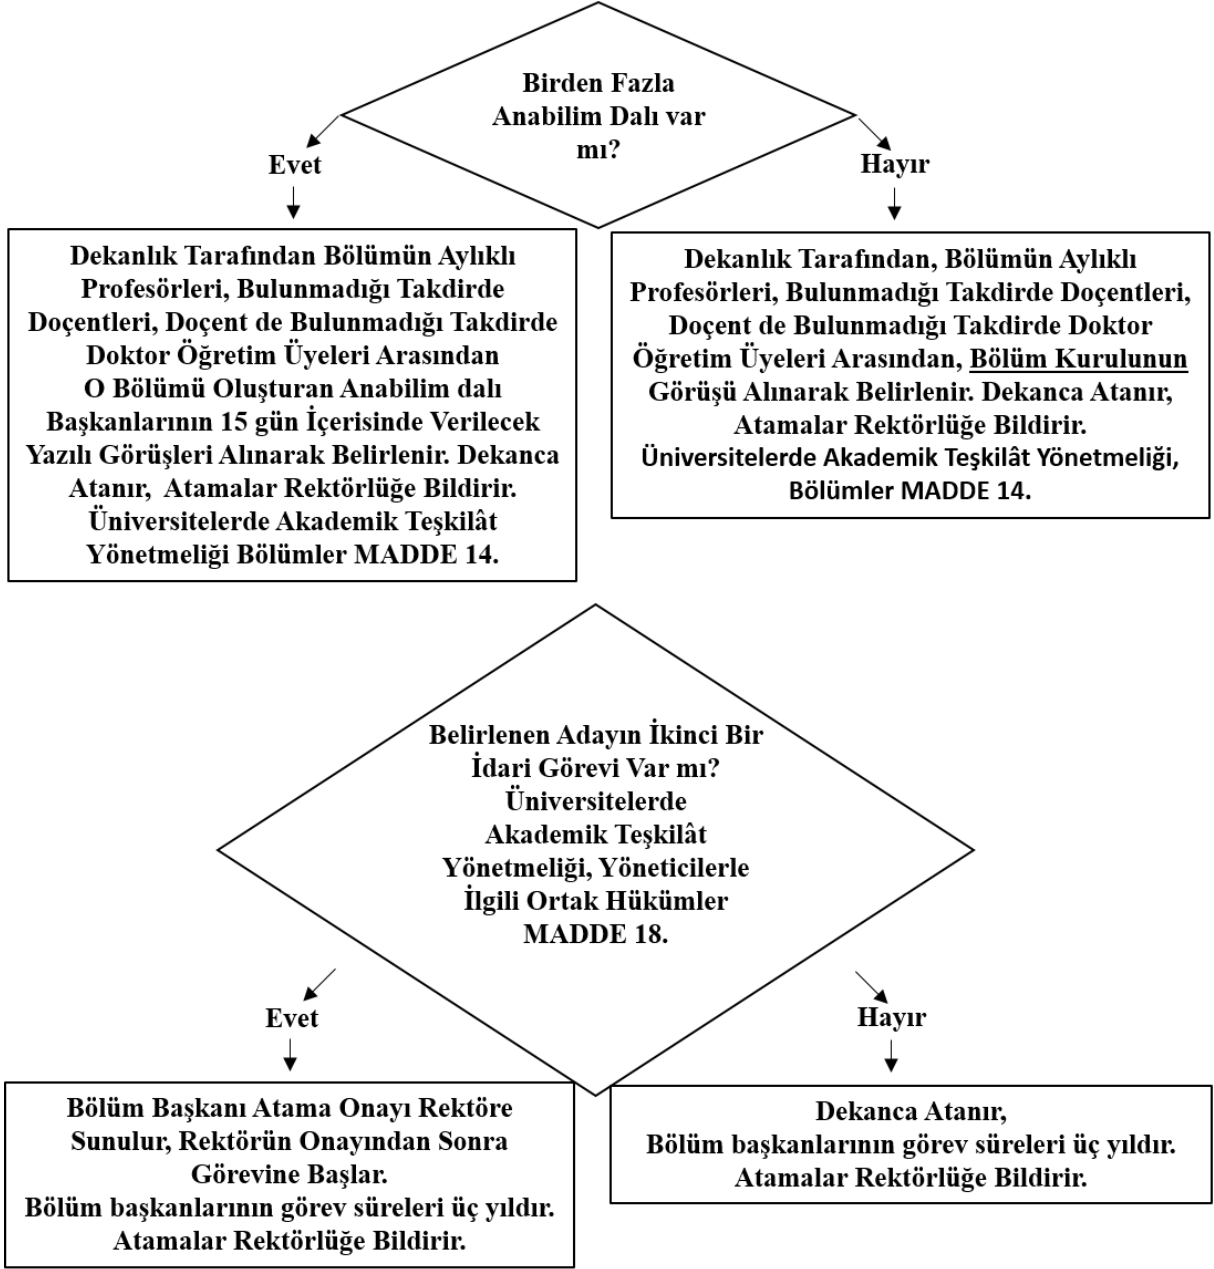 Birden Fazla
Anabilim Dalı var
mı?
Evet
Hayır
Dekanlık Tarafından Bölümün Aylıklı
Profesörleri, Bulunmadığı Takdirde
Doçentleri, Doçent de Bulunmadığı Takdirde
Doktor Öğretim Üyeleri Arasından
O Bölümü Oluşturan Anabilim dalı
Başkanlarının 15 gün İçerisinde Verilecek
Yazılı Görüşleri Alınarak Belirlenir. Dekanca
Atanır, Atamalar Rektörlüğe Bildirir.
Üniversitelerde Akademik Teşkilât
Yönetmeliği Bölümler MADDE 14.
Dekanlık Tarafından, Bölümün Aylıklı
Profesörleri, Bulunmadığı Takdirde Doçentleri,
Doçent de Bulunmadığı Takdirde Doktor
Öğretim Üyeleri Arasından, Bölüm Kurulunun
Görüşü Alınarak Belirlenir. Dekanca Atanır,
Atamalar Rektörlüğe Bildirir.
Üniversitelerde Akademik Teşkilât Yönetmeliği,
Bölümler MADDE 14.
Belirlenen Adayın İkinci Bir
İdari Görevi Var mı?
Üniversitelerde
Akademik Teşkilât
Yönetmeliği, Yöneticilerle
İlgili Ortak Hükümler
MADDE 18.
Evet
Hayır
Bölüm Başkanı Atama Onayı Rektöre
Sunulur, Rektörün Onayından Sonra
Görevine Başlar.
Bölüm başkanlarının görev süreleri üç yıldır.
Atamalar Rektörlüğe Bildirir.
Dekanca Atanır,
Bölüm başkanlarının görev süreleri üç yıldır.
Atamalar Rektörlüğe Bildirir.